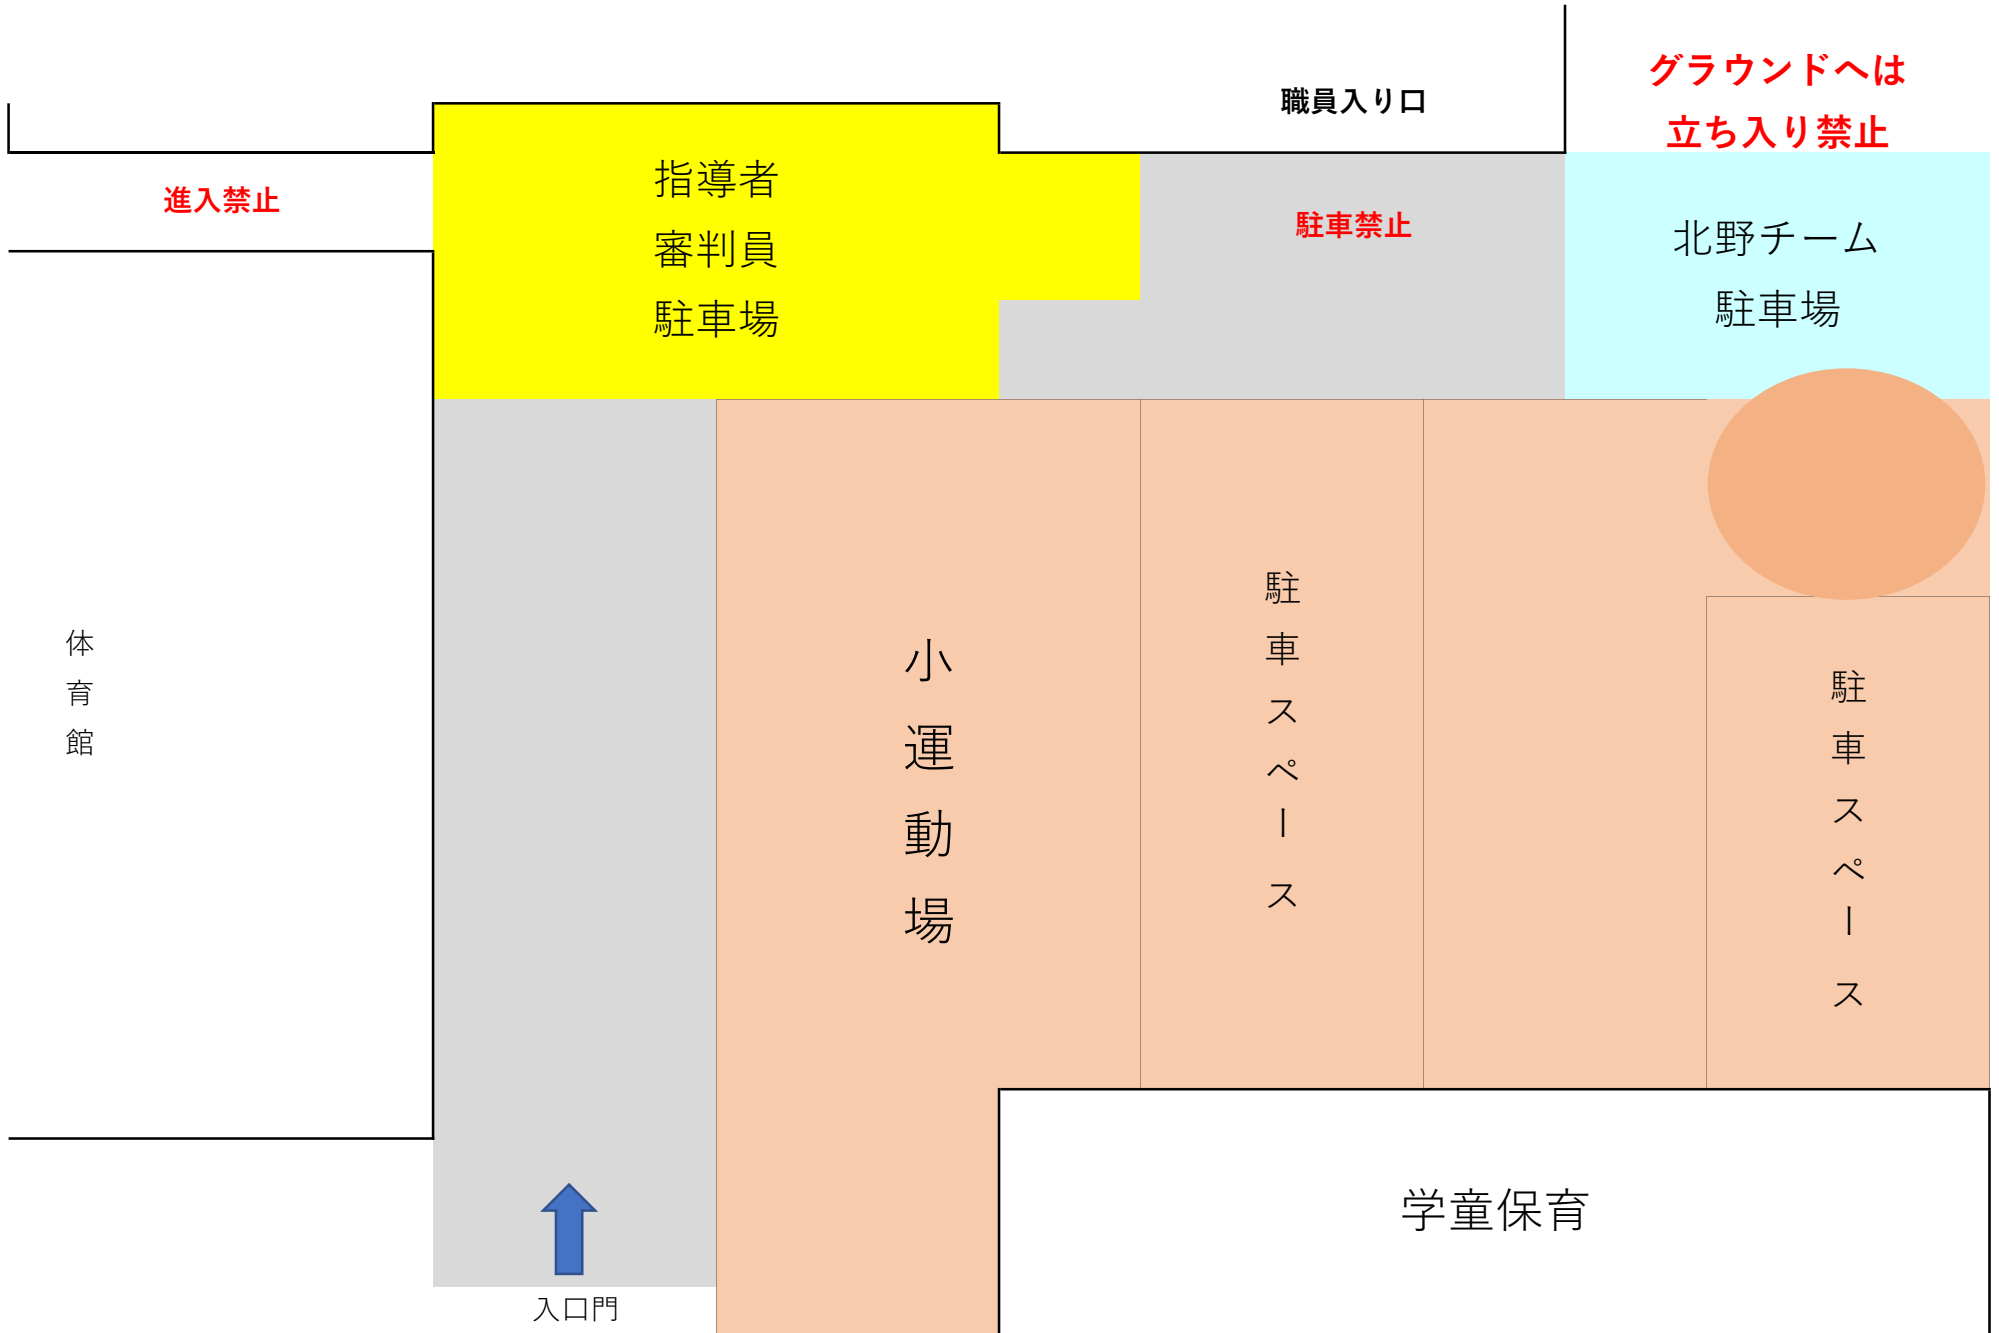 グラウンドへは
立ち入り禁止
職員入り口
進入禁止
指導者
審判員
駐車場
駐車禁止
北野チーム
駐車場
体育館
小運動場
駐車スペース
駐車スペース
学童保育
入口門